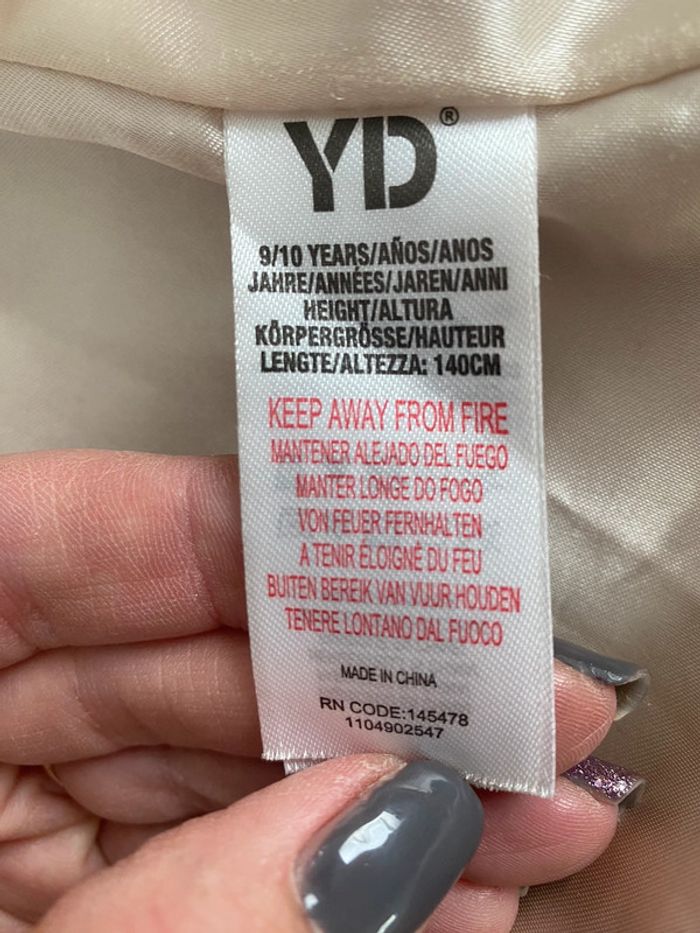 YD®
9/10 YEARS/AÑOS/ANOS
JAHRE/ANNÉES/JAREN/ANNI
HEIGHT/ALTURA
KÖRPERGRÖSSE/HAUTEUR
LENGTE/ALTEZZA: 140CM
KEEP AWAY FROM FIRE
MANTENER ALEJADO DEL FUEGO
MANTER LONGE DO FOGO
VON FEUER FERNHALTEN
A TENIR ÉLOIGNÉ DU FEU
BUITEN BEREIK VAN VUUR HOUDEN
TENERE LONTANO DAL FUOCO
MADE IN CHINA
RN CODE:145478
1104902547